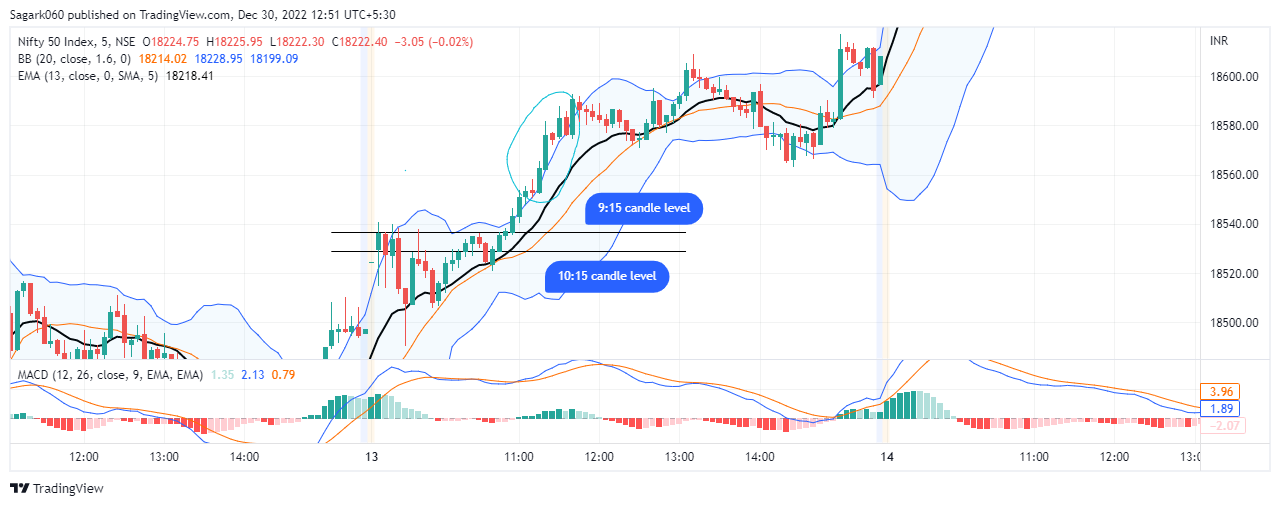 Sagark060 published on TradingView.com, Dec 30, 2022 12:51 UTC+5:30
Nifty 50 Index, 5, NSE O18224.75 H18225.95 L18222.30 C18222.40 −3.05 (−0.02%)
INR
BB (20, close, 1.6, 0) 18214.02 18228.95 18199.09
EMA (13, close, 0, SMA, 5) 18218.41
18600.00
18580.00
18560.00
9:15 candle level
18540.00
10:15 candle level
18520.00
18500.00
MACD (12, 26, close, 9, EMA, EMA) 1.35 2.13 0.79
3.96
1.89
−2.07
12:00 13:00 14:00 13 11:00 12:00 13:00 14:00 14 11:00 12:00 13:0
TradingView